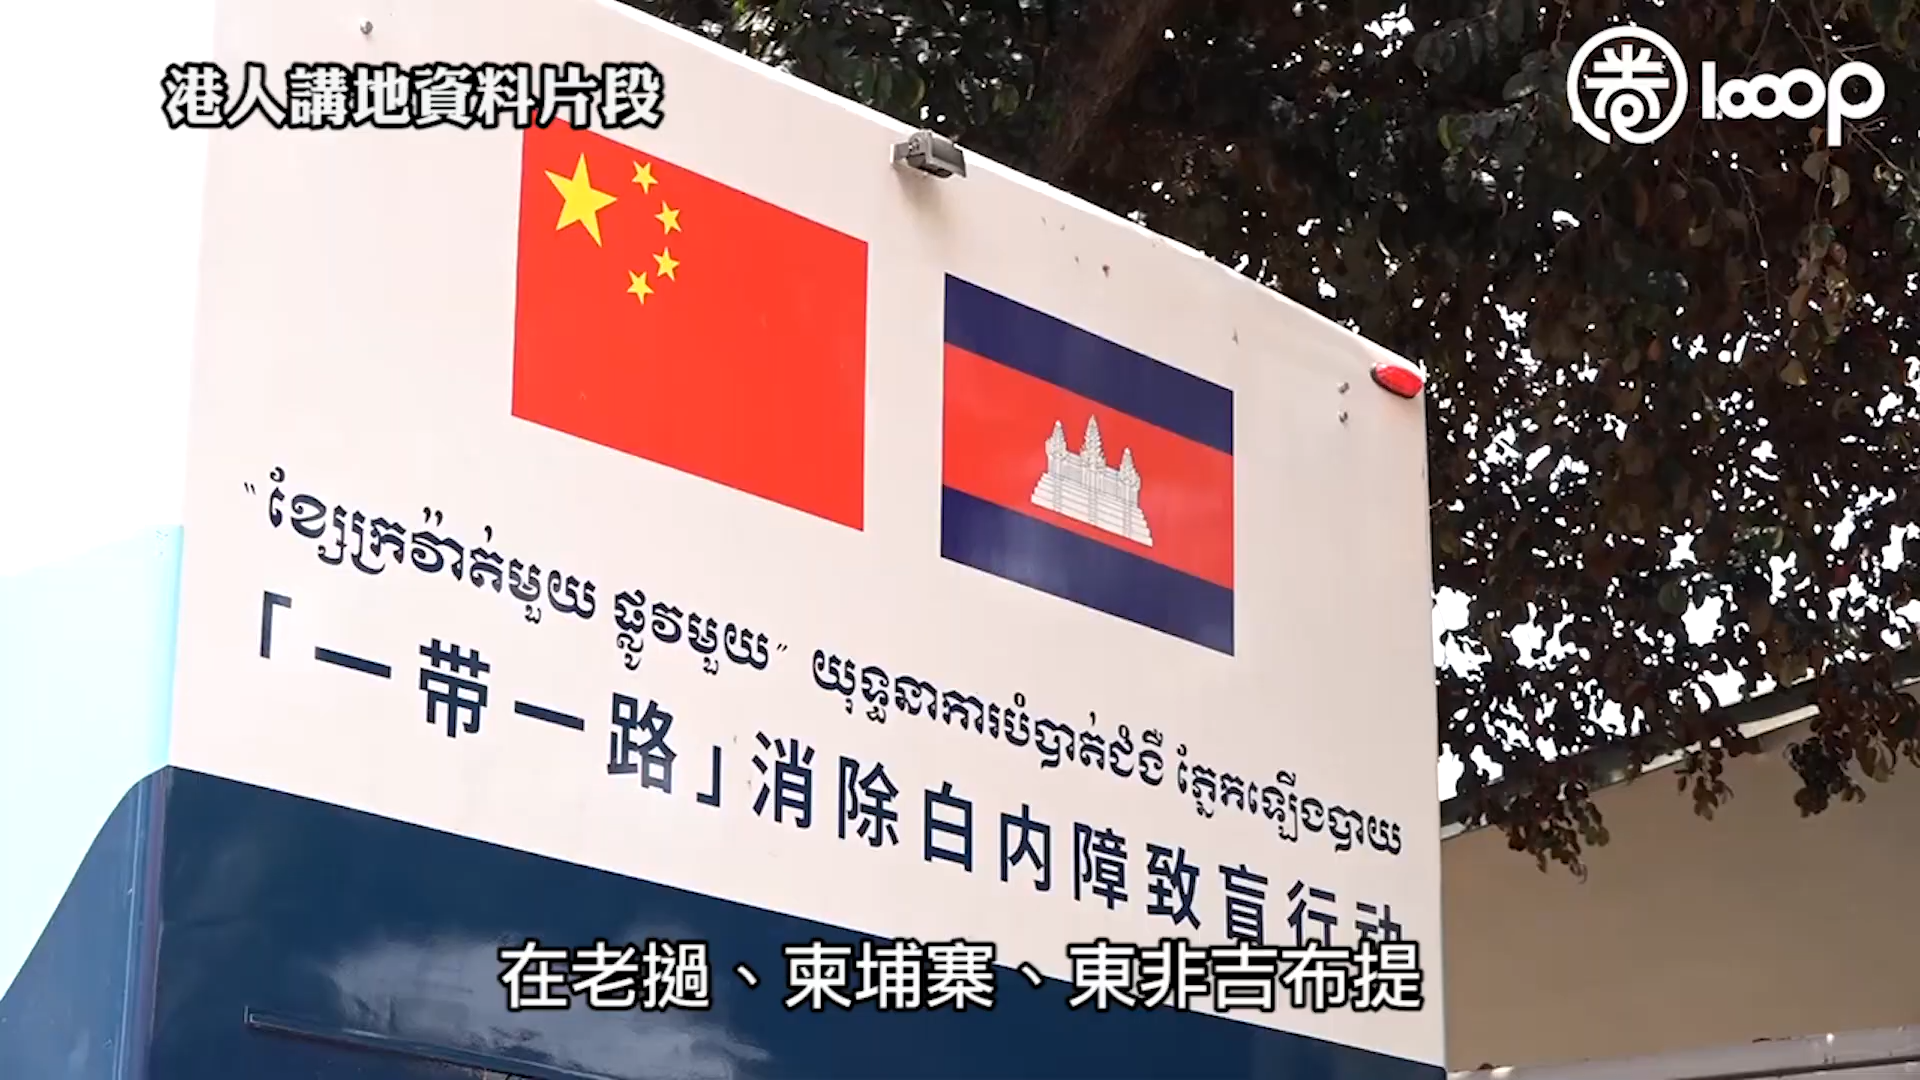 港人講地資料片段
looop
"ខ្សែក្រវ៉ាត់មួយ ផ្លូវមួយ" យុទ្ធនាការបំបាត់ជំងឺ ភ្នែកឡើងបាយ
「一带一路」消除白内障致盲行动
在老撾、柬埔寨、東非吉布提